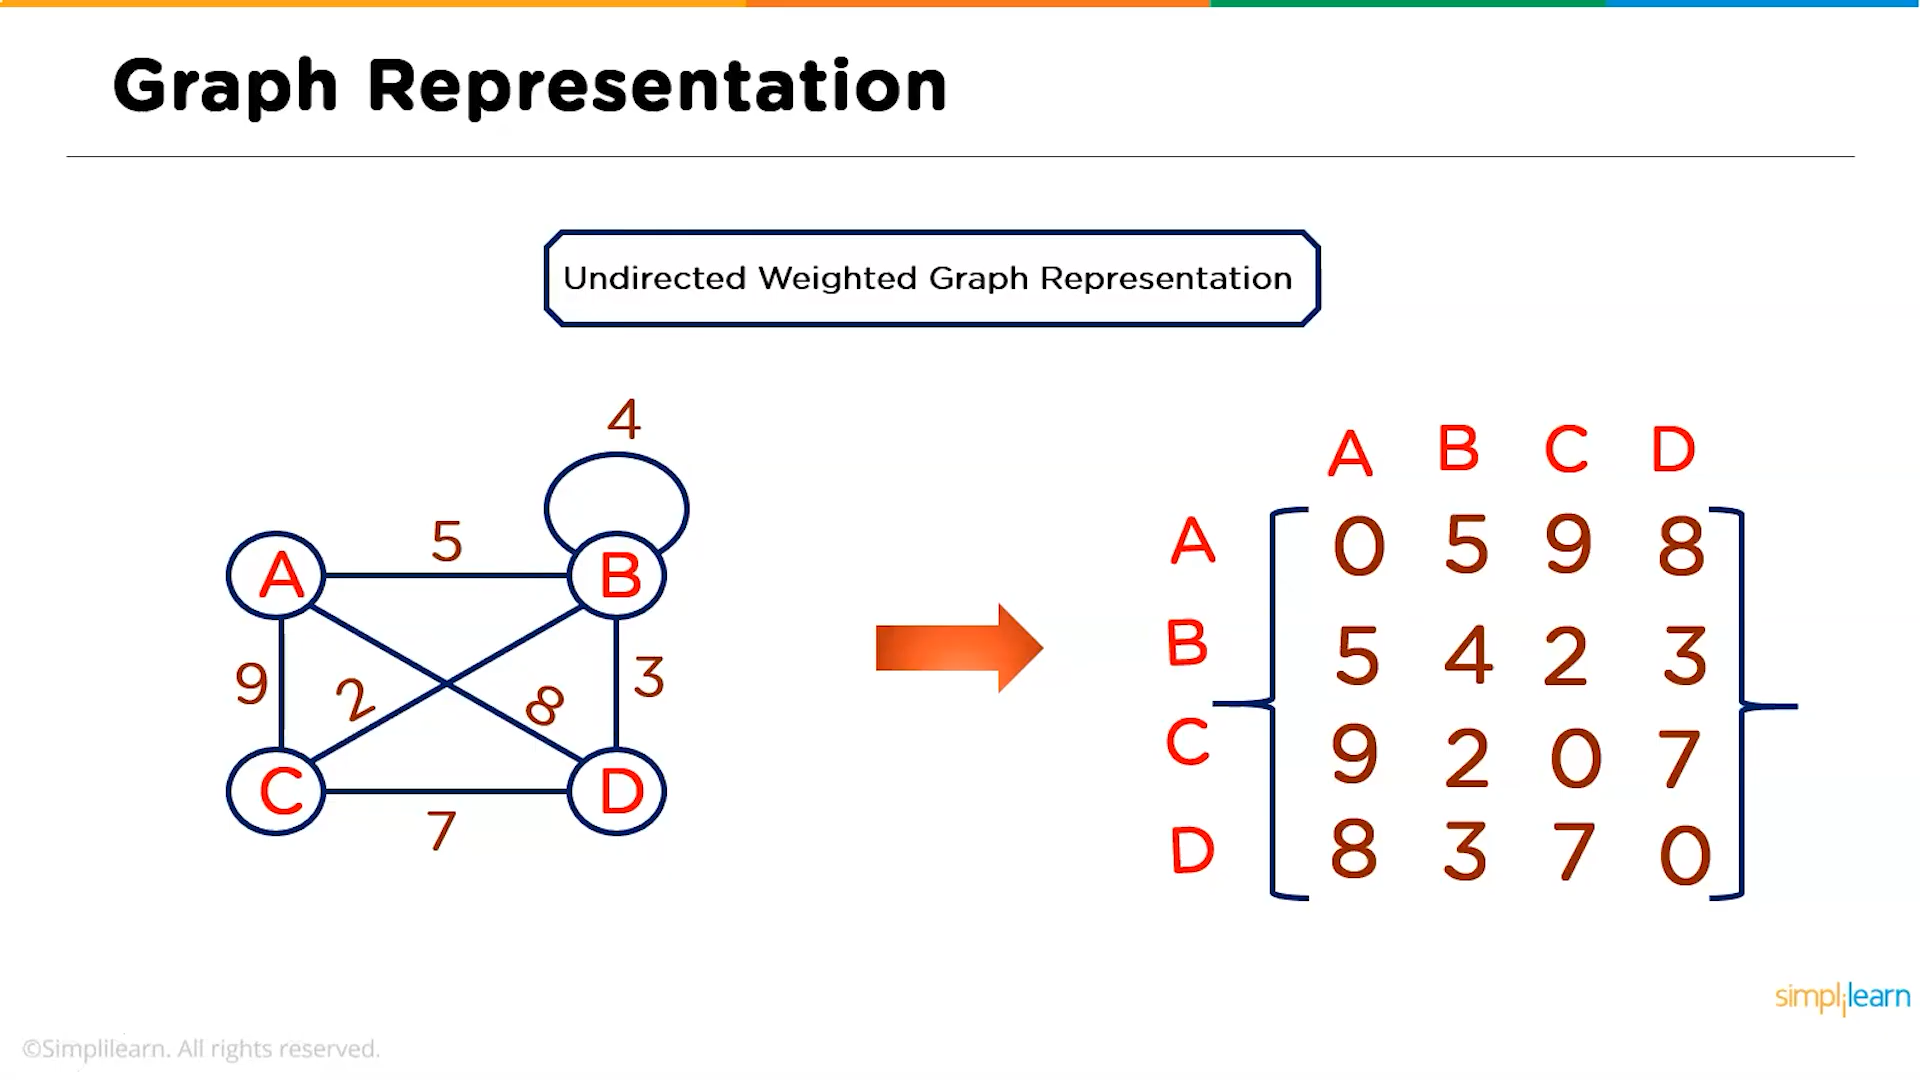 Graph Representation
Undirected Weighted Graph Representation
4
5
A B
9 2 8 3
C D
7
A B C D
A 0 5 9 8
B 5 4 2 3
C 9 2 0 7
D 8 3 7 0
simplilearn
©Simplilearn. All rights reserved.